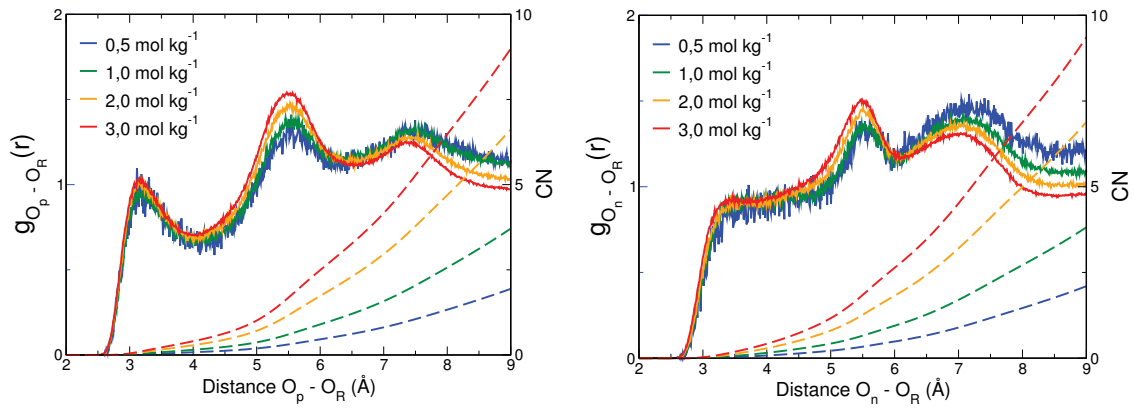 2
1
0
g_{O_p - O_R}(r)
0,5 mol kg^{-1}
1,0 mol kg^{-1}
2,0 mol kg^{-1}
3,0 mol kg^{-1}
10
5
0
CN
2 3 4 5 6 7 8 9
Distance O_p - O_R (Å)
2
1
0
g_{O_n - O_R}(r)
0,5 mol kg^{-1}
1,0 mol kg^{-1}
2,0 mol kg^{-1}
3,0 mol kg^{-1}
10
5
0
CN
2 3 4 5 6 7 8 9
Distance O_n - O_R (Å)